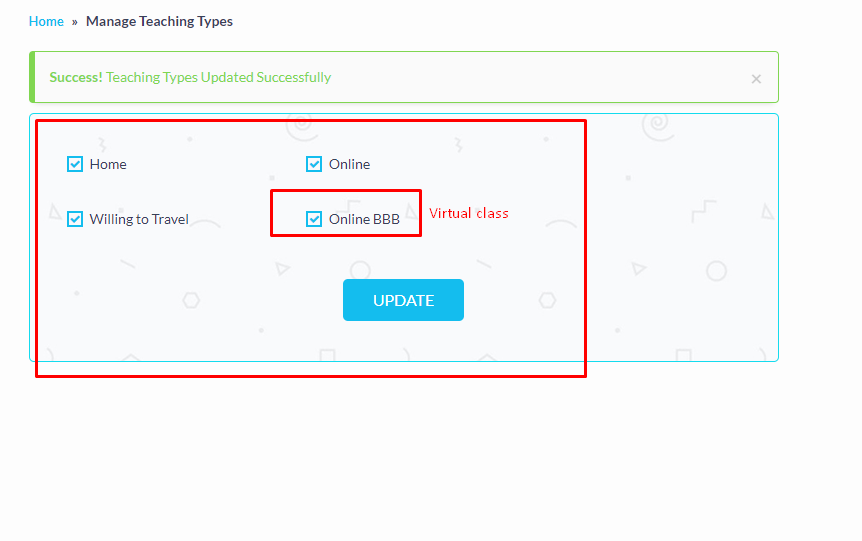 Home » Manage Teaching Types
Success! Teaching Types Updated Successfully ×
Home Online
Willing to Travel Online BBB Virtual class
UPDATE